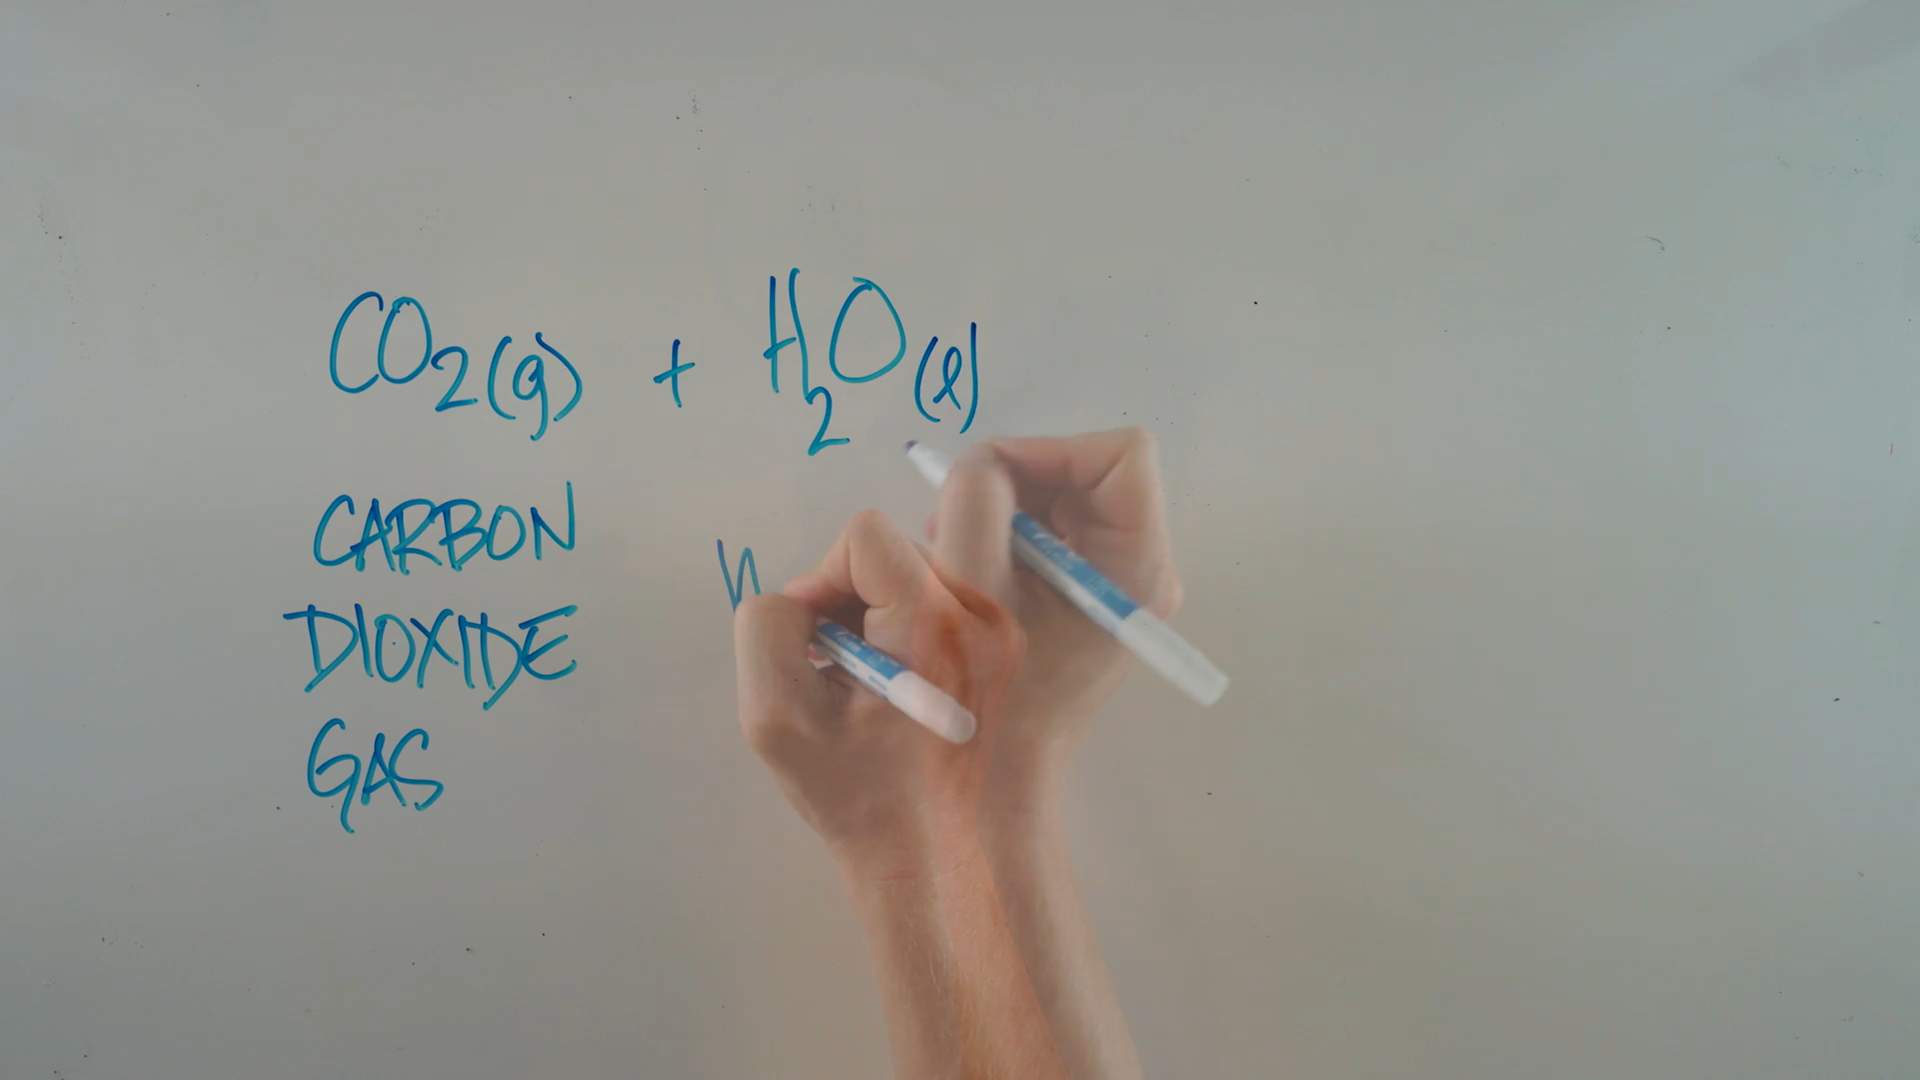 CO₂(g) + H₂O(l)
CARBON
DIOXIDE
GAS